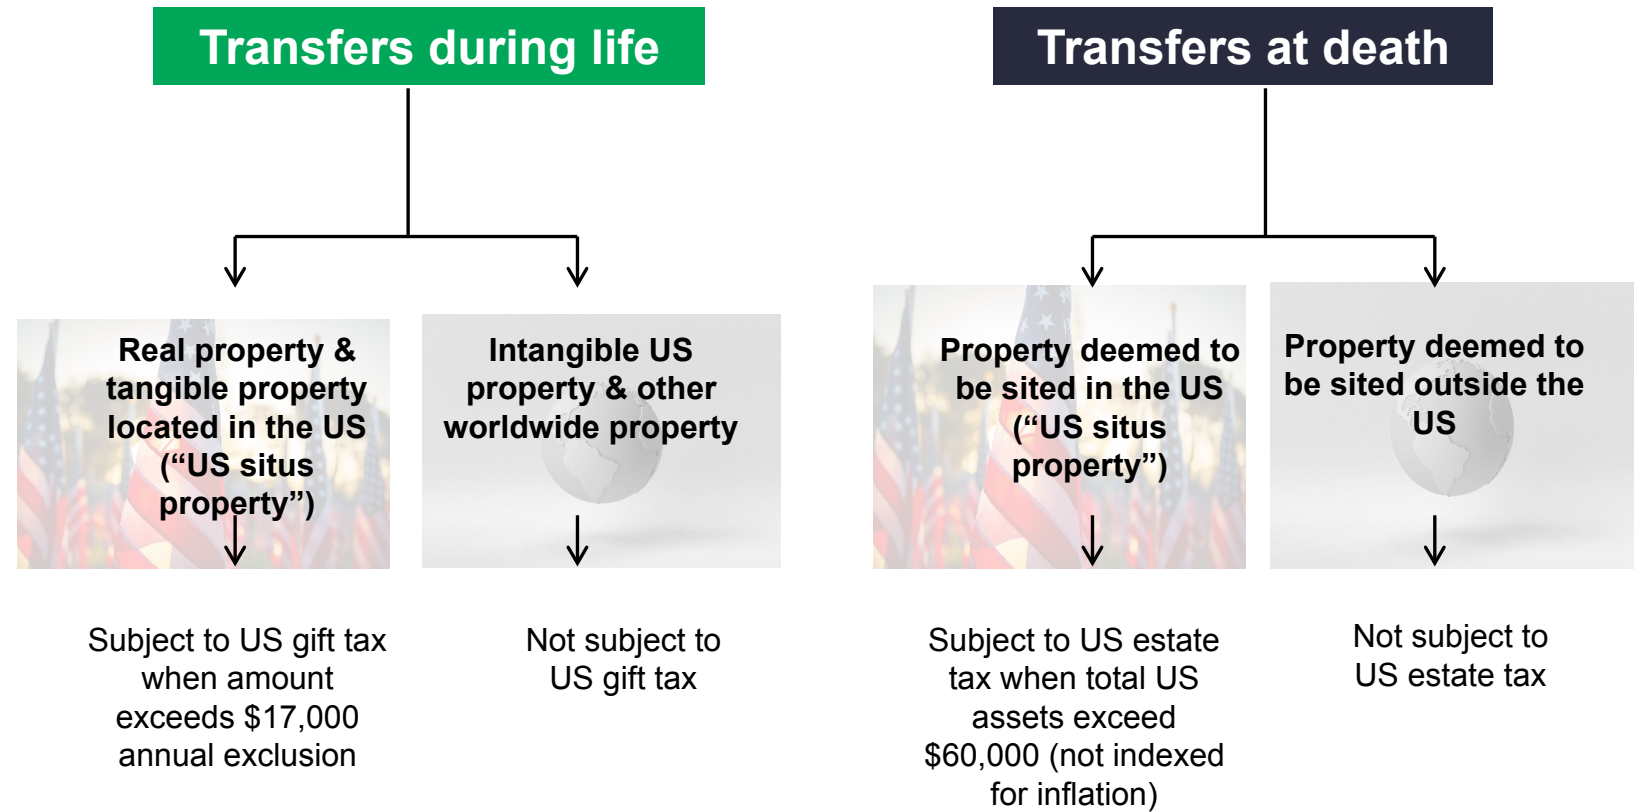 Transfers during life
Real property &
tangible property
located in the US
(“US situs
property”)
Subject to US gift tax
when amount
exceeds $17,000
annual exclusion
Intangible US
property & other
worldwide property
Not subject to
US gift tax
Transfers at death
Property deemed to
be sited in the US
(“US situs
property”)
Subject to US estate
tax when total US
assets exceed
$60,000 (not indexed
for inflation)
Property deemed to
be sited outside the
US
Not subject to
US estate tax